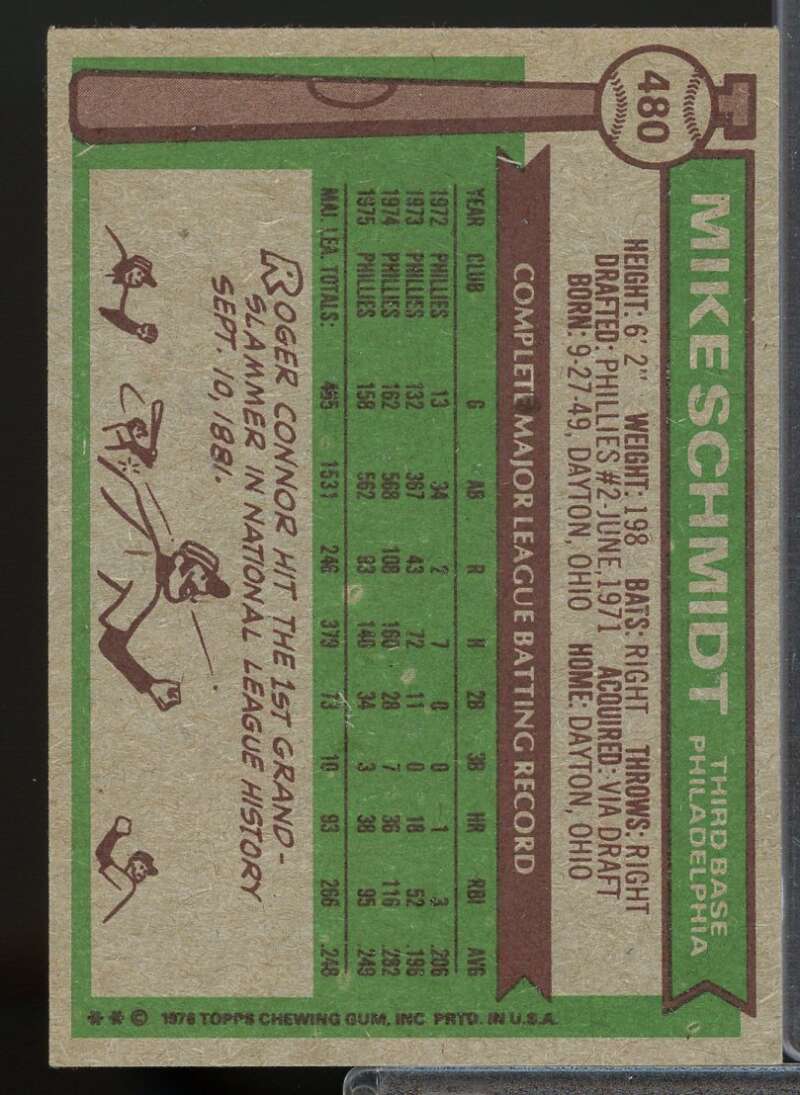 480
MIKE SCHMIDT
THIRD BASE
PHILADELPHIA
HEIGHT: 6' 2" WEIGHT: 198 BATS: RIGHT THROWS: RIGHT
DRAFTED: PHILLIES #2-JUNE, 1971 ACQUIRED: VIA DRAFT
BORN: 9-27-49, DAYTON, OHIO HOME: DAYTON, OHIO
COMPLETE MAJOR LEAGUE BATTING RECORD
YEAR CLUB G AB R H 2B 3B HR RBI AVG
1972 PHILLIES 13 34 2 7 0 0 1 3 .206
1973 PHILLIES 132 367 43 72 11 0 18 52 .196
1974 PHILLIES 162 568 108 160 28 7 36 116 .282
1975 PHILLIES 158 562 93 140 34 3 38 95 .249
MAJ. LEA. TOTALS: 465 1531 246 379 73 10 93 266 .248
ROGER CONNOR HIT THE 1ST GRAND-
SLAMMER IN NATIONAL LEAGUE HISTORY
SEPT. 10, 1881.
** © 1976 TOPPS CHEWING GUM, INC PRTD. IN U.S.A.